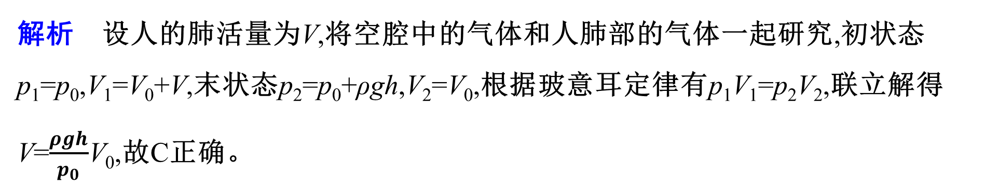 解析 设人的肺活量为V,将空腔中的气体和人肺部的气体一起研究,初状态
p₁=p₀,V₁=V₀+V,末状态p₂=p₀+ρgh,V₂=V₀,根据玻意耳定律有p₁V₁=p₂V₂,联立解得
V=\frac{ρgh}{p₀}V₀,故C正确。